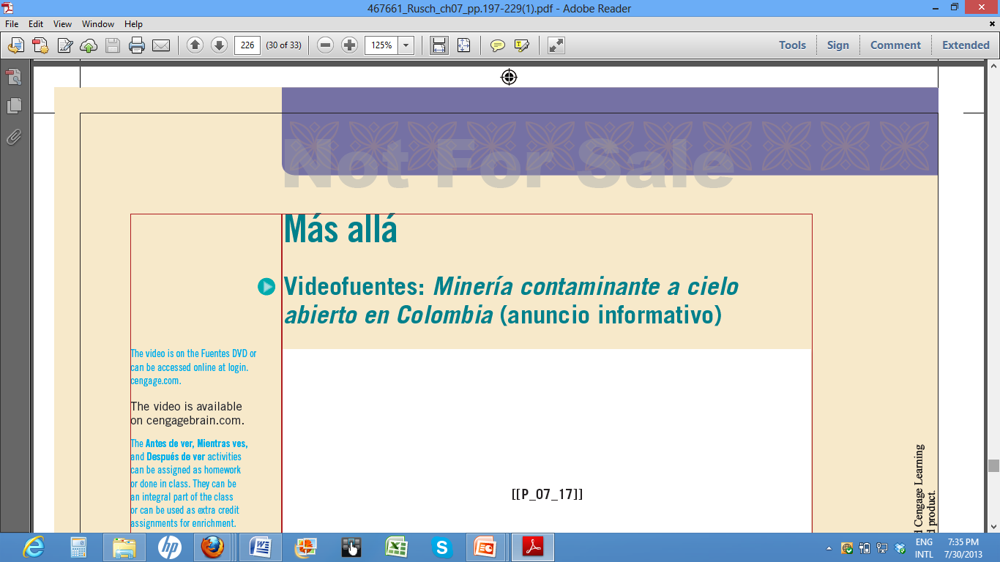 467661_Rusch_ch07_pp.197-229(1).pdf - Adobe Reader
File Edit View Window Help
226 (30 of 33) 125% Tools Sign Comment Extended
Not For Sale
Más allá
Videofuentes: Minería contaminante a cielo
abierto en Colombia (anuncio informativo)
The video is on the Fuentes DVD or
can be accessed online at login.
cengage.com.
The video is available
on cengagebrain.com.
The Antes de ver, Mientras ves,
and Después de ver activities
can be assigned as homework
or done in class. They can be
an integral part of the class
or can be used as extra credit
assignments for enrichment.
[[P_07_17]]
Cengage Learning
product.
ENG 7:35 PM
INTL 7/30/2013